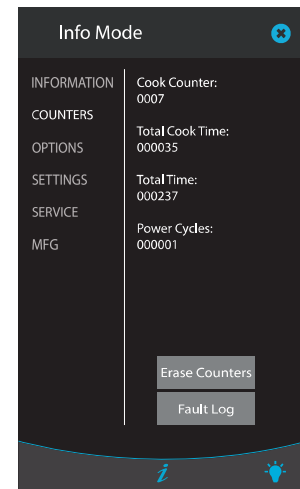 Info Mode
INFORMATION
COUNTERS
OPTIONS
SETTINGS
SERVICE
MFG
Cook Counter:
0007
Total Cook Time:
000035
Total Time:
000237
Power Cycles:
000001
Erase Counters
Fault Log
i